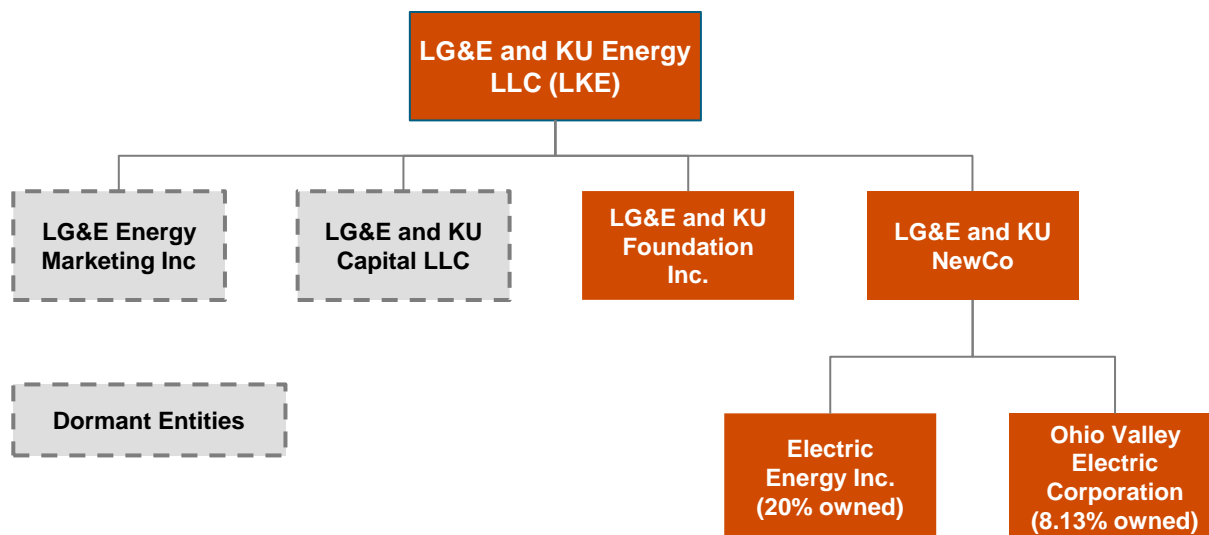 LG&E and KU Energy
LLC (LKE)
LG&E Energy
Marketing Inc
LG&E and KU
Capital LLC
LG&E and KU
Foundation
Inc.
LG&E and KU
NewCo
Dormant Entities
Electric
Energy Inc.
(20% owned)
Ohio Valley
Electric
Corporation
(8.13% owned)